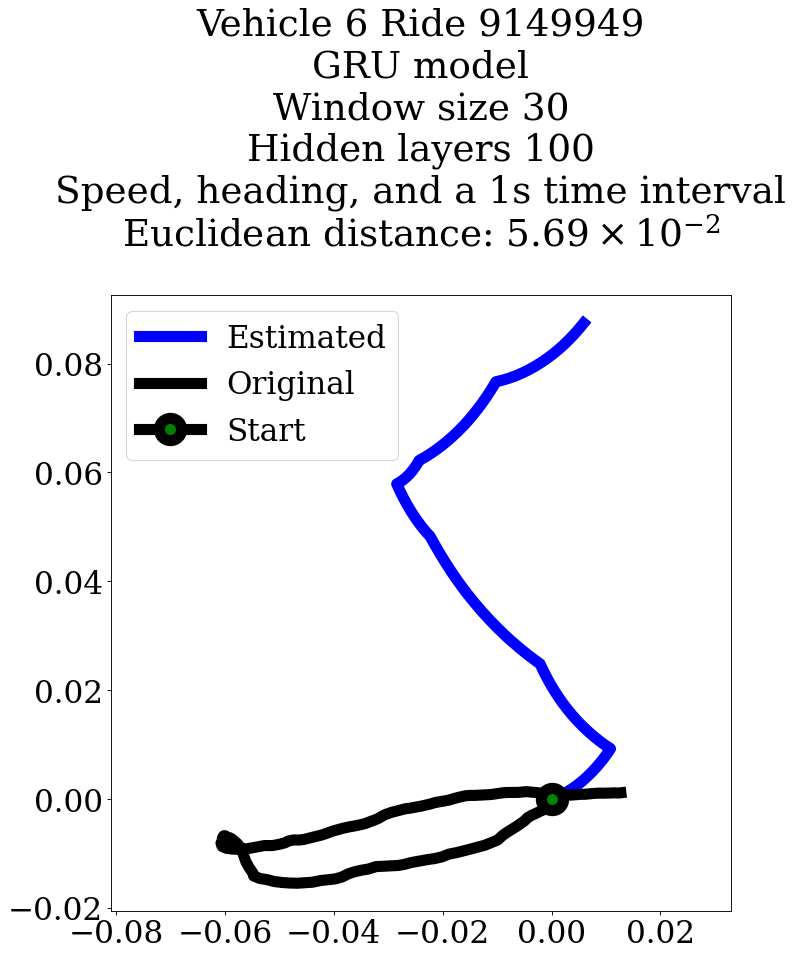 Vehicle 6 Ride 9149949
GRU model
Window size 30
Hidden layers 100
Speed, heading, and a 1s time interval
Euclidean distance: 5.69 × 10⁻²
Estimated
Original
Start
0.08
0.06
0.04
0.02
0.00
−0.02
−0.08 −0.06 −0.04 −0.02 0.00 0.02